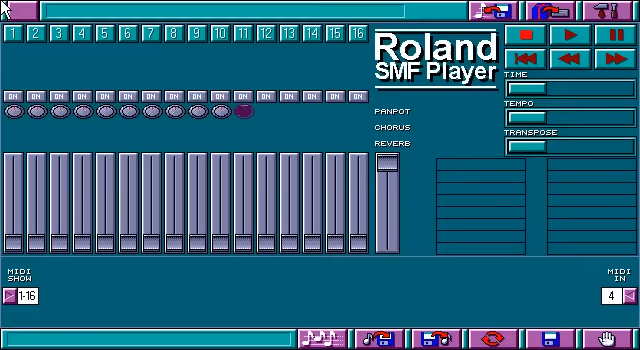 1 2 3 4 5 6 7 8 9 10 11 12 13 14 15 16
Roland
SMF Player
TIME
ON ON ON ON ON ON ON ON ON ON ON ON ON ON ON ON
TEMPO
PANPOT
CHORUS
TRANSPOSE
REVERB
MIDI
SHOW
1-16
MIDI
IN
4